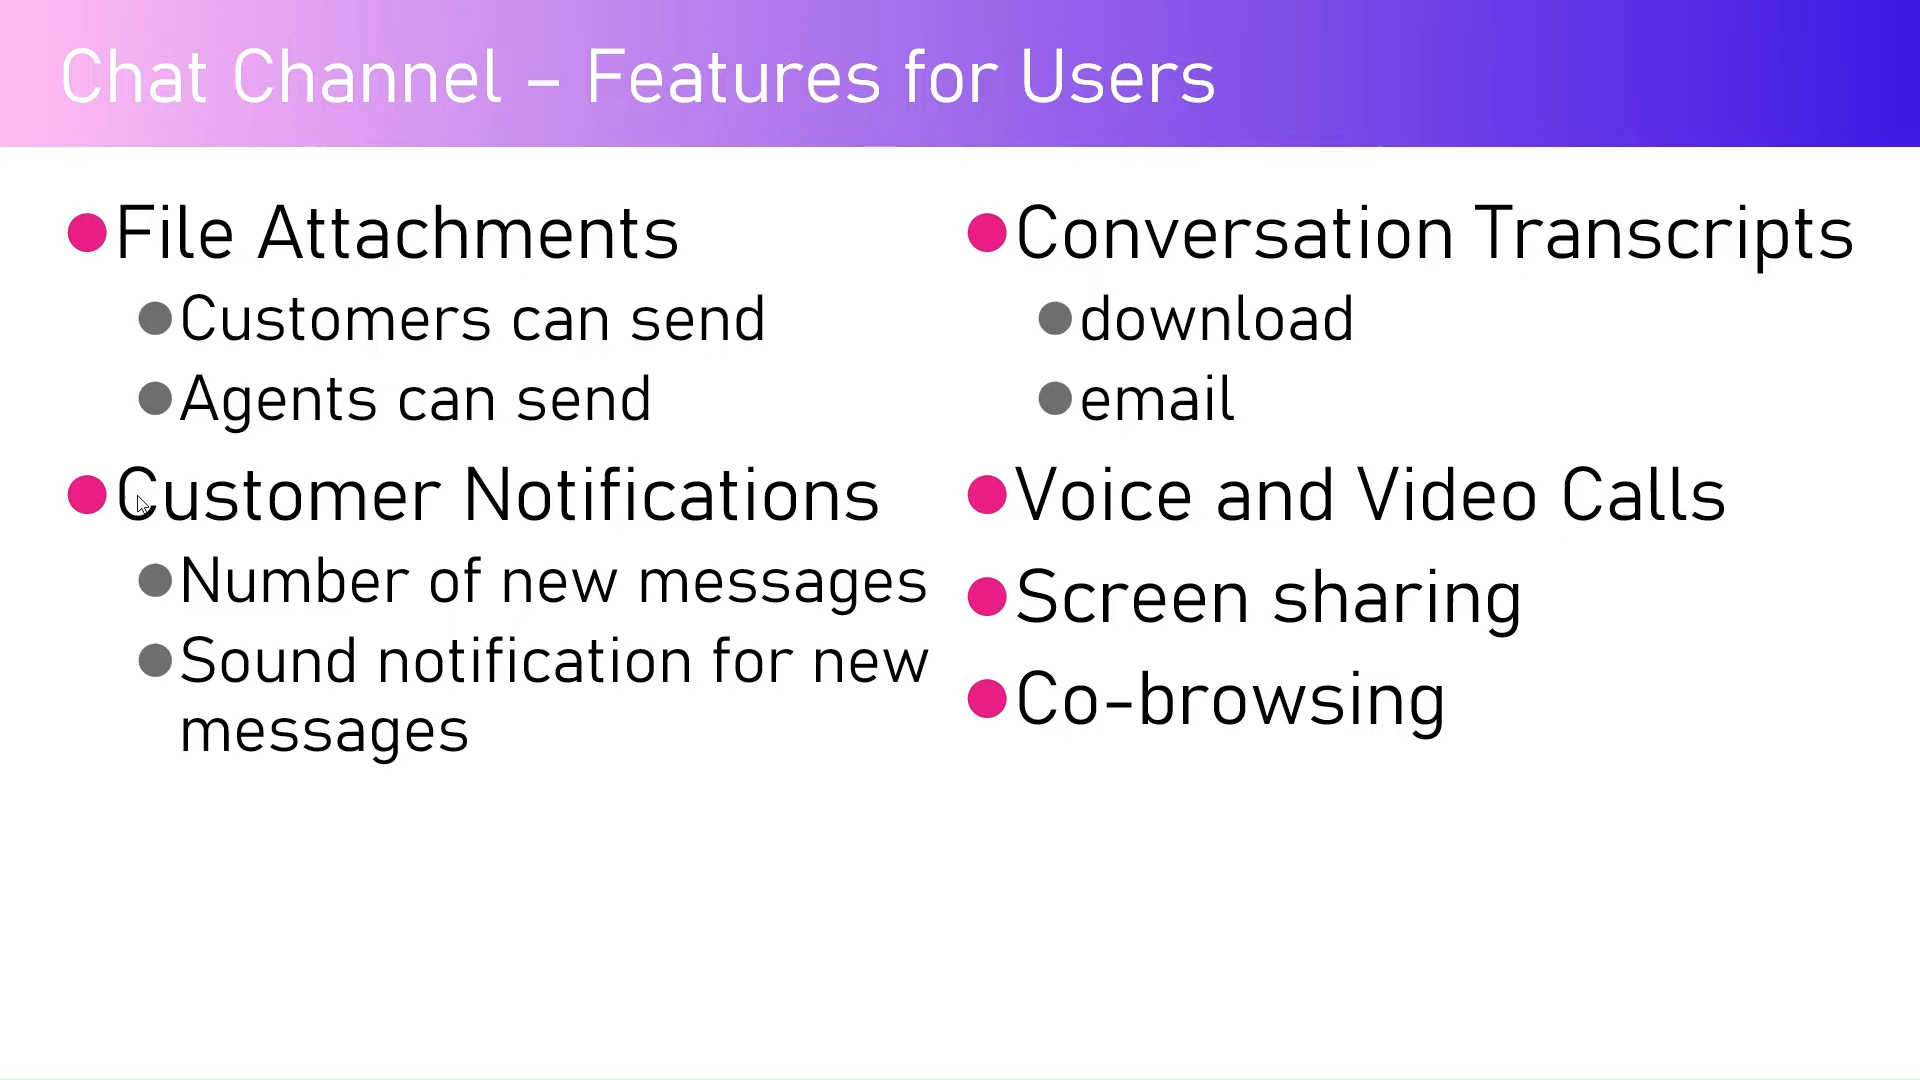 Chat Channel – Features for Users
File Attachments
Customers can send
Agents can send
Customer Notifications
Number of new messages
Sound notification for new
messages
Conversation Transcripts
download
email
Voice and Video Calls
Screen sharing
Co-browsing